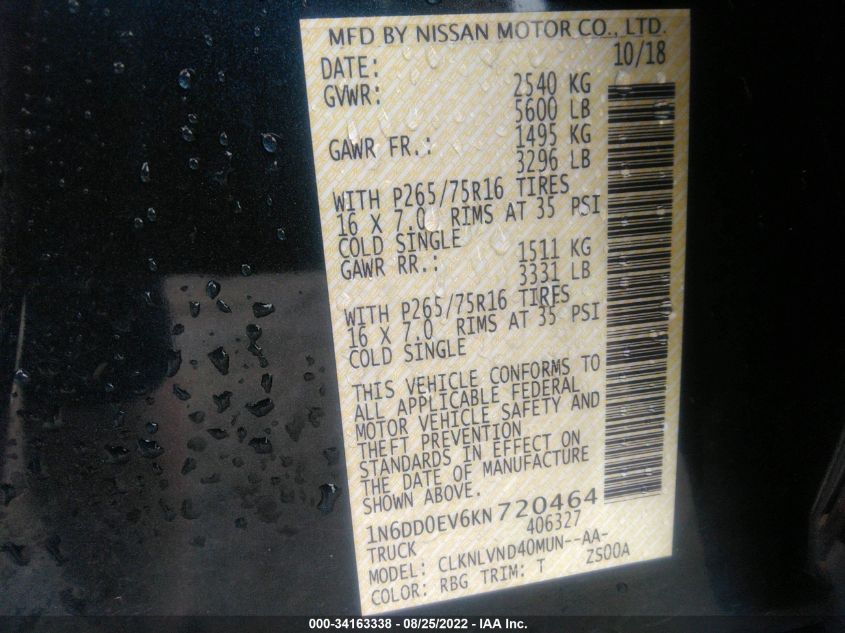 MFD BY NISSAN MOTOR CO., LTD.
DATE: 10/18
GVWR: 2540 KG
5600 LB
GAWR FR.: 1495 KG
3296 LB
WITH P265/75R16 TIRES
16 X 7.0 RIMS AT 35 PSI
COLD SINGLE
GAWR RR.: 1511 KG
3331 LB
WITH P265/75R16 TIRES
16 X 7.0 RIMS AT 35 PSI
COLD SINGLE
THIS VEHICLE CONFORMS TO
ALL APPLICABLE FEDERAL
MOTOR VEHICLE SAFETY AND
THEFT PREVENTION
STANDARDS IN EFFECT ON
THE DATE OF MANUFACTURE
SHOWN ABOVE.
1N6DD0EV6KN720464
406327
TRUCK
MODEL: CLKNLVND40MUN--AA-
COLOR: RBG TRIM: T ZS00A
000-34163338 - 08/25/2022 - IAA Inc.